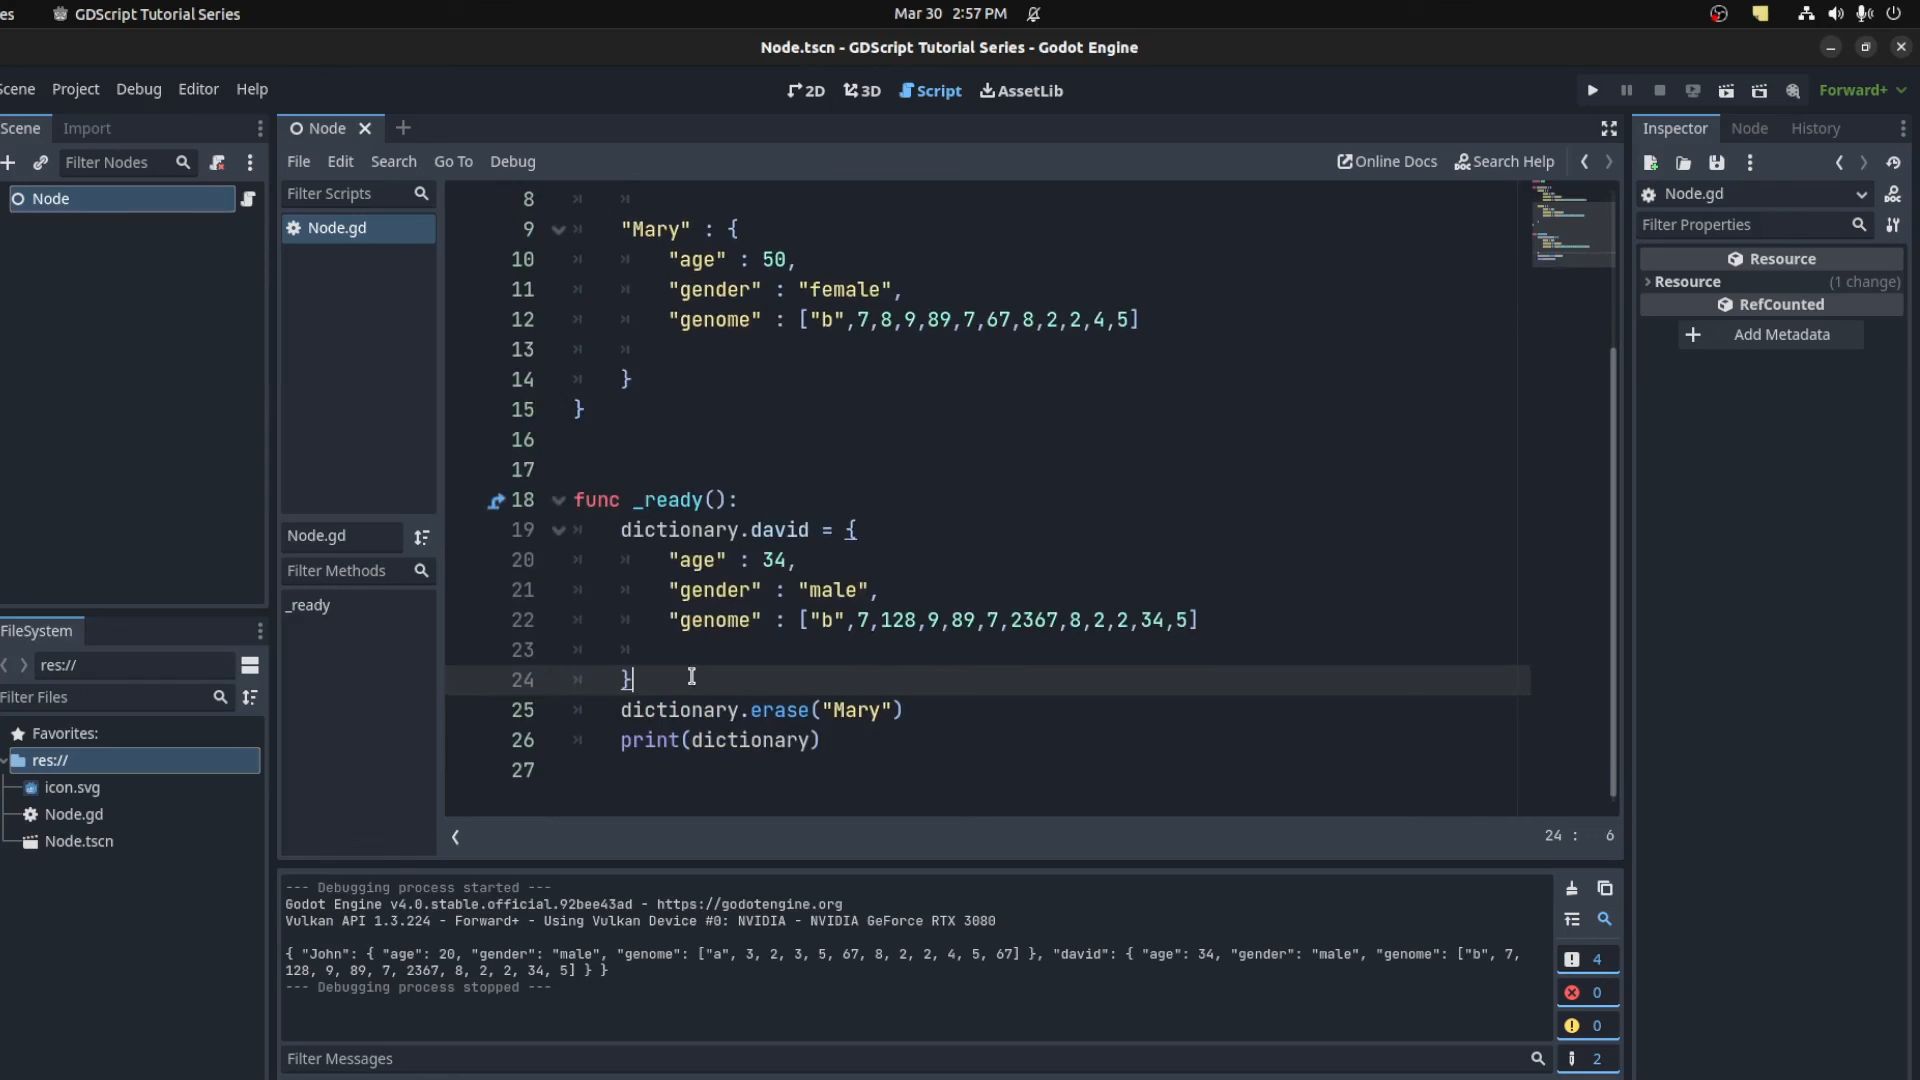 es GDScript Tutorial Series Mar 30 2:57 PM
Node.tscn - GDScript Tutorial Series - Godot Engine
Scene Project Debug Editor Help 2D 3D Script AssetLib Forward+
Scene Import Node Inspector Node History
File Edit Search Go To Debug Online Docs Search Help
Filter Nodes
Node
Filter Scripts
Node.gd
Node.gd
Filter Methods
_ready
8
9 "Mary" : {
10 "age" : 50,
11 "gender" : "female",
12 "genome" : ["b",7,8,9,89,7,67,8,2,2,4,5]
13
14 }
15 }
16
17
18 func _ready():
19 dictionary.david = {
20 "age" : 34,
21 "gender" : "male",
22 "genome" : ["b",7,128,9,89,7,2367,8,2,2,34,5]
23
24 }
25 dictionary.erase("Mary")
26 print(dictionary)
27
24 : 6
Node.gd
Filter Properties
Resource
Resource (1 change)
RefCounted
Add Metadata
FileSystem
res://
Filter Files
Favorites:
res://
icon.svg
Node.gd
Node.tscn
--- Debugging process started ---
Godot Engine v4.0.stable.official.92bee43ad - https://godotengine.org
Vulkan API 1.3.224 - Forward+ - Using Vulkan Device #0: NVIDIA - NVIDIA GeForce RTX 3080
{ "John": { "age": 20, "gender": "male", "genome": ["a", 3, 2, 3, 5, 67, 8, 2, 2, 4, 5, 67] }, "david": { "age": 34, "gender": "male", "genome": ["b", 7,
128, 9, 89, 7, 2367, 8, 2, 2, 34, 5] } }
--- Debugging process stopped ---
Filter Messages
4
0
0
2